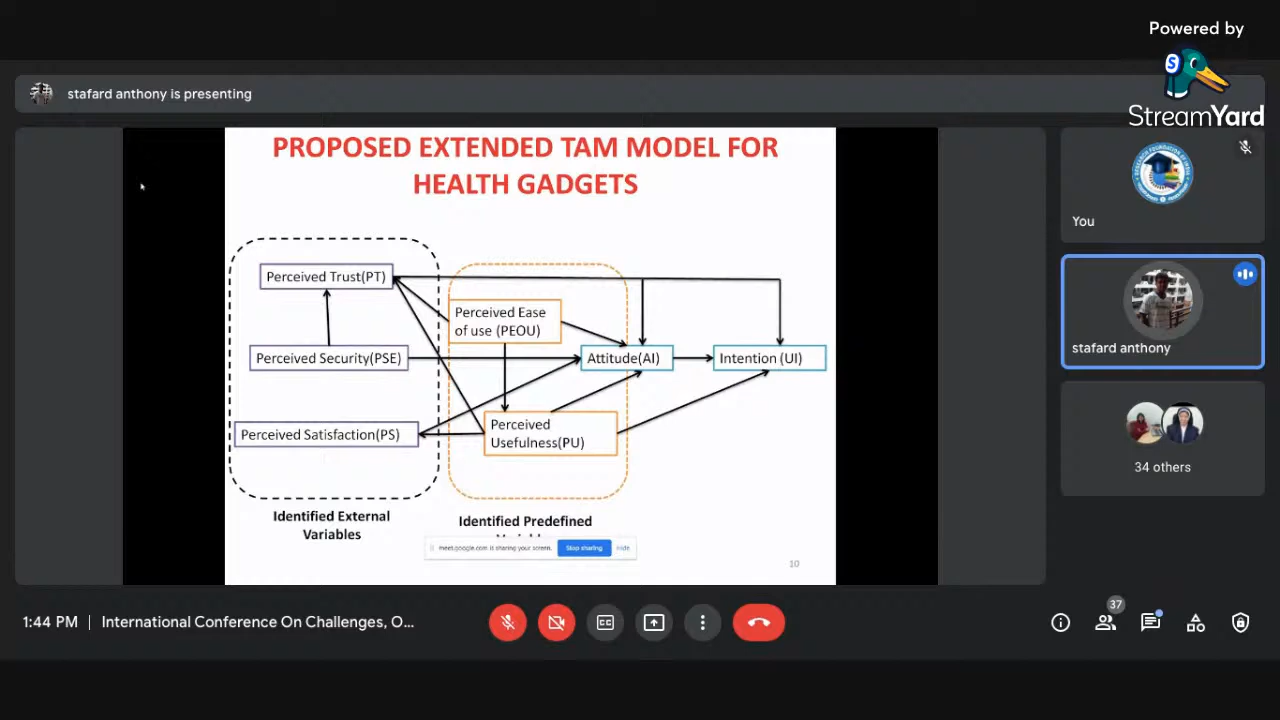 Powered by
StreamYard
stafard anthony is presenting
PROPOSED EXTENDED TAM MODEL FOR
HEALTH GADGETS
Perceived Trust(PT)
Perceived Ease
of use (PEOU)
Perceived Security(PSE)
Attitude(AI)
Intention (UI)
Perceived Satisfaction(PS)
Perceived
Usefulness(PU)
Identified External
Variables
Identified Predefined
meet.google.com is sharing your screen.
Stop sharing
Hide
10
You
stafard anthony
34 others
1:44 PM
International Conference On Challenges, O...
37